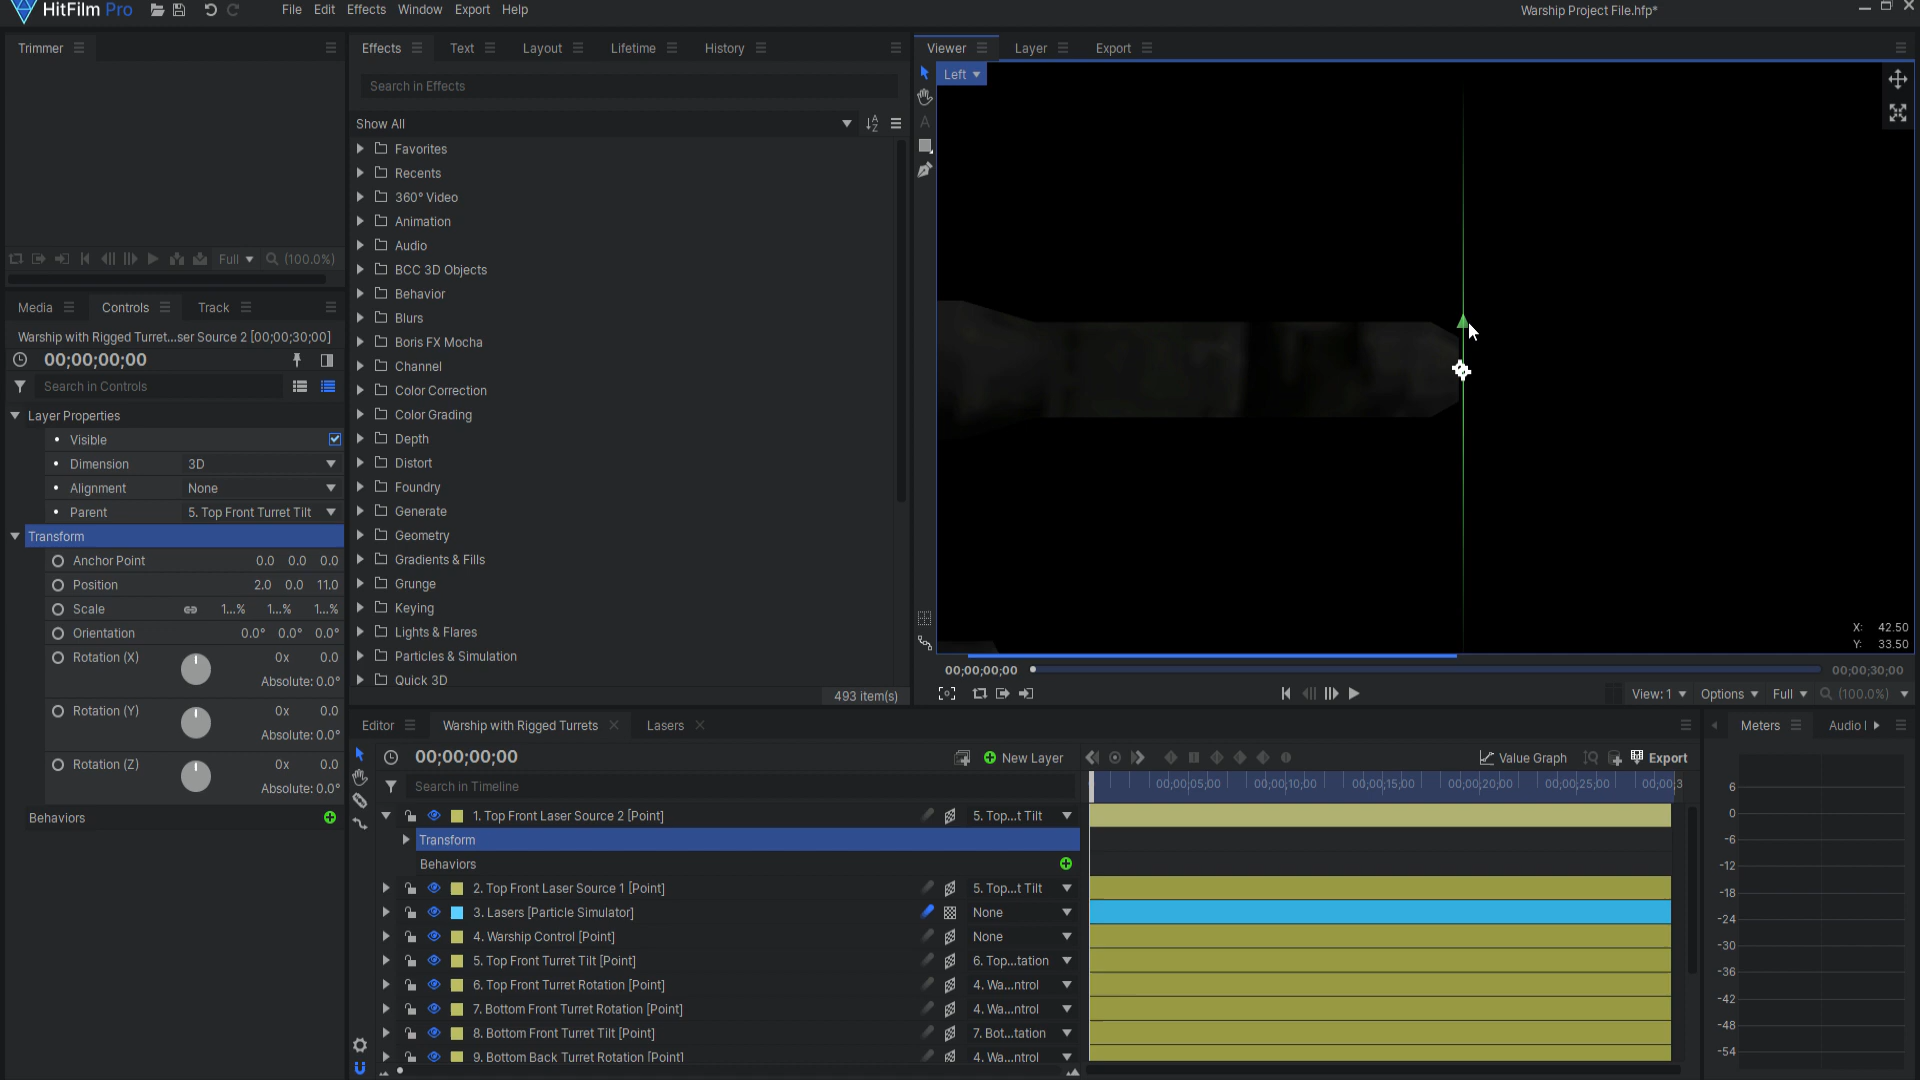 HitFilm Pro
File Edit Effects Window Export Help
Warship Project File.hfp*
Trimmer
Full (100.0%)
Media Controls Track
Warship with Rigged Turret...ser Source 2 [00;00;30;00]
00;00;00;00
Search in Controls
Layer Properties
Visible
Dimension 3D
Alignment None
Parent 5. Top Front Turret Tilt
Transform
Anchor Point 0.0 0.0 0.0
Position 2.0 0.0 11.0
Scale 1...% 1...% 1...%
Orientation 0.0° 0.0° 0.0°
Rotation (X) 0x 0.0
Absolute: 0.0°
Rotation (Y) 0x 0.0
Absolute: 0.0°
Rotation (Z) 0x 0.0
Absolute: 0.0°
Behaviors
Effects Text Layout Lifetime History
Search in Effects
Show All
Favorites
Recents
360° Video
Animation
Audio
BCC 3D Objects
Behavior
Blurs
Boris FX Mocha
Channel
Color Correction
Color Grading
Depth
Distort
Foundry
Generate
Geometry
Gradients & Fills
Grunge
Keying
Lights & Flares
Particles & Simulation
Quick 3D
493 item(s)
Viewer Layer Export
Left
X: 42.50
Y: 33.50
00;00;00;00 00;00;30;00
View: 1 Options Full (100.0%)
Editor Warship with Rigged Turrets Lasers
00;00;00;00 New Layer Value Graph Export
Search in Timeline
00;00;05;00 00;00;10;00 00;00;15;00 00;00;20;00 00;00;25;00 00;00;3
1. Top Front Laser Source 2 [Point] 5. Top...t Tilt
Transform
Behaviors
2. Top Front Laser Source 1 [Point] 5. Top...t Tilt
3. Lasers [Particle Simulator] None
4. Warship Control [Point] None
5. Top Front Turret Tilt [Point] 6. Top...tation
6. Top Front Turret Rotation [Point] 4. Wa...ntrol
7. Bottom Front Turret Rotation [Point] 4. Wa...ntrol
8. Bottom Front Turret Tilt [Point] 7. Bot...tation
9. Bottom Back Turret Rotation [Point] 4. Wa...ntrol
Meters Audio
6
0
-6
-12
-18
-24
-30
-36
-42
-48
-54